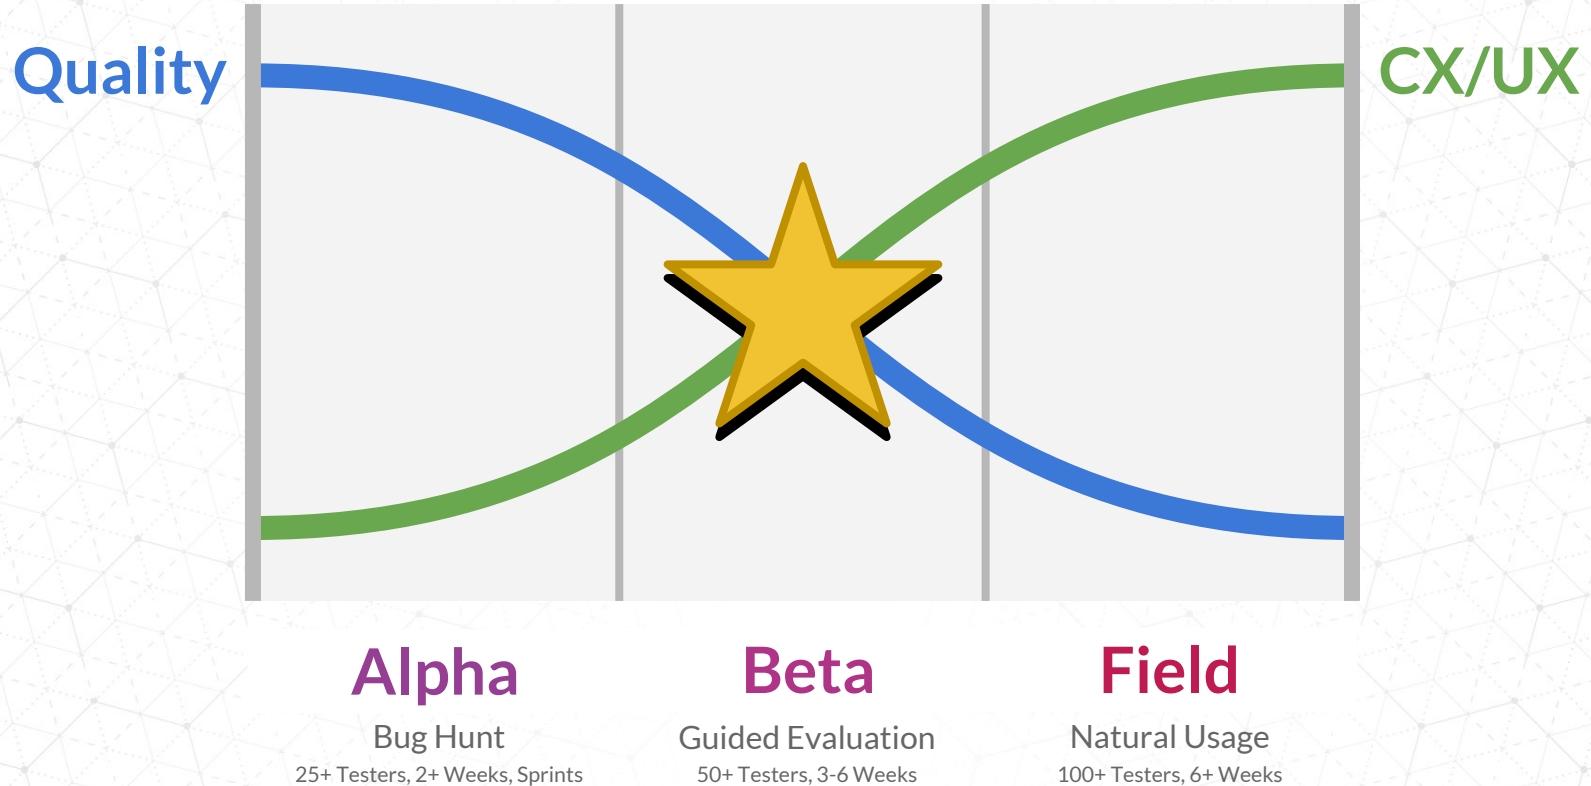 Quality
CX/UX
Alpha
Bug Hunt
25+ Testers, 2+ Weeks, Sprints
Beta
Guided Evaluation
50+ Testers, 3-6 Weeks
Field
Natural Usage
100+ Testers, 6+ Weeks